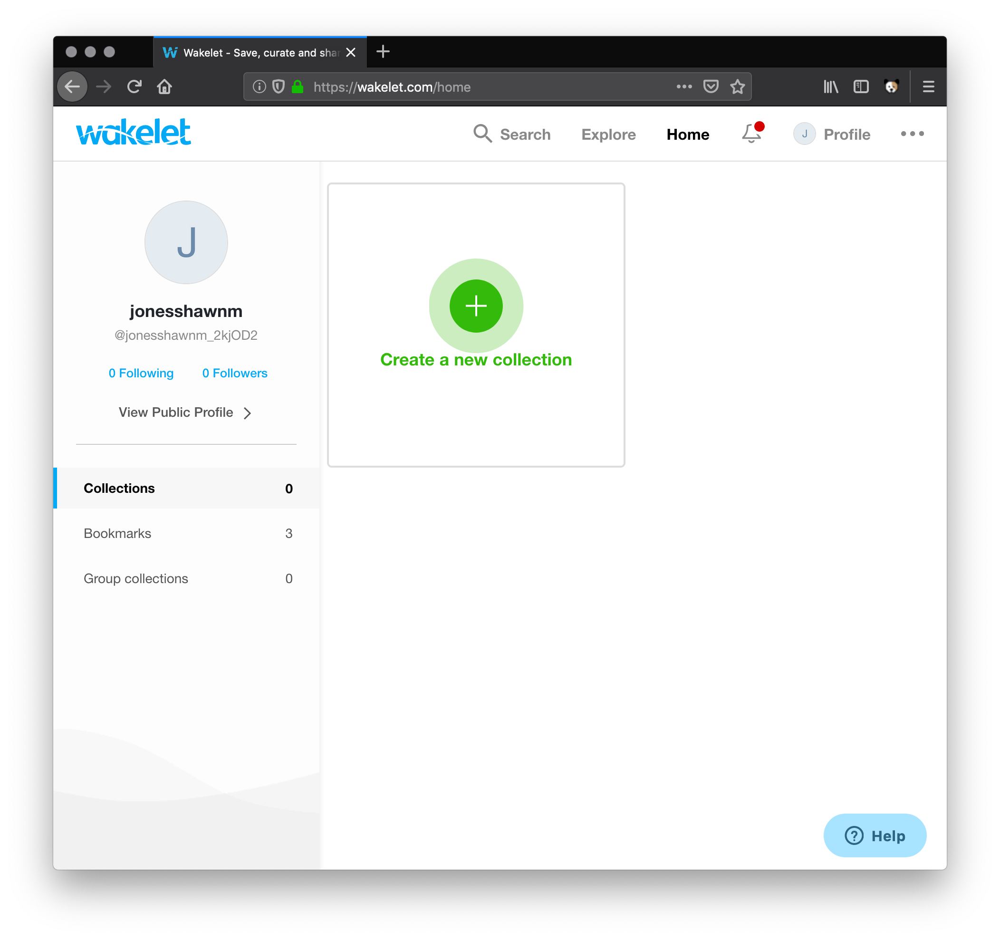 Wakelet - Save, curate and shar
https://wakelet.com/home
wakelet
Search
Explore
Home
J
Profile
J
jonesshawnm
@jonesshawnm_2kjOD2
0 Following
0 Followers
View Public Profile
Collections 0
Bookmarks 3
Group collections 0
Create a new collection
Help